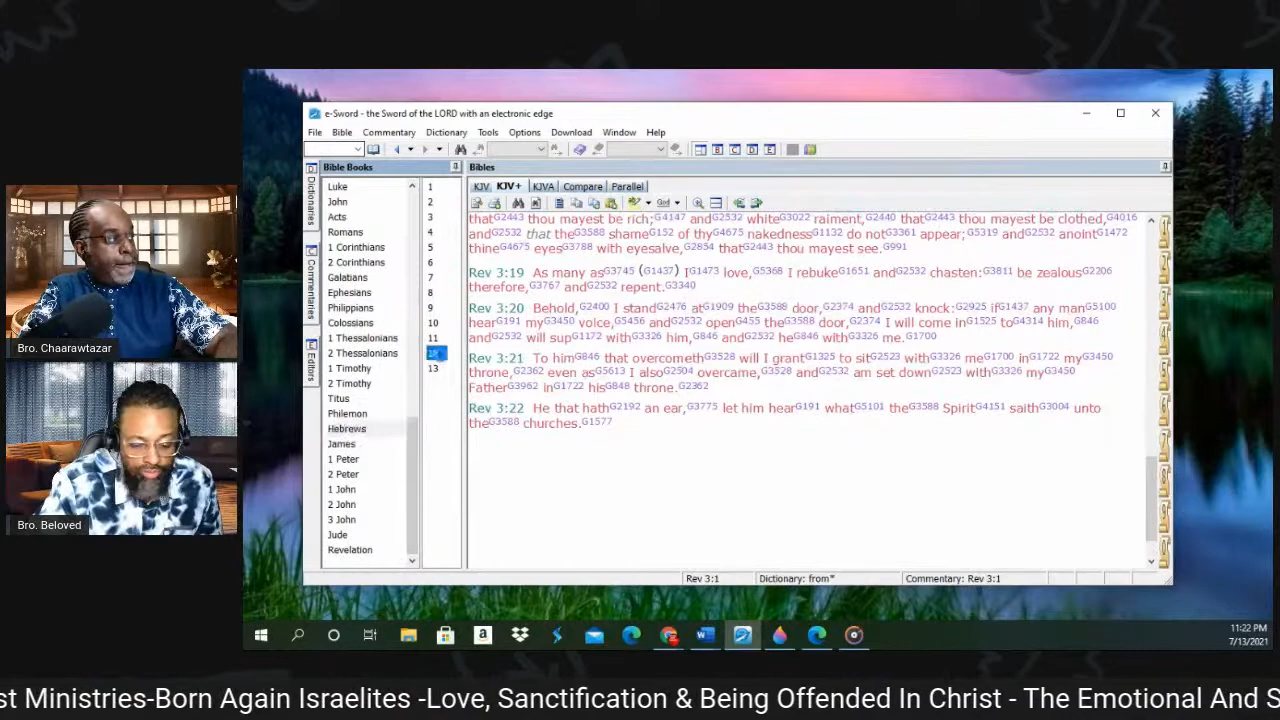 e-Sword - the Sword of the LORD with an electronic edge
File Bible Commentary Dictionary Tools Options Download Window Help
Bible Books
Bibles
KJV KJV+ KJVA Compare Parallel
Dictionaries
Commentaries
Editors
Luke
John
Acts
Romans
1 Corinthians
2 Corinthians
Galatians
Ephesians
Philippians
Colossians
1 Thessalonians
2 Thessalonians
1 Timothy
2 Timothy
Titus
Philemon
Hebrews
James
1 Peter
2 Peter
1 John
2 John
3 John
Jude
Revelation
1
2
3
4
5
6
7
8
9
10
11
12
13
thatG2443 thou mayest be rich;G4147 andG2532 whiteG3022 raiment,G2440 thatG2443 thou mayest be clothed,G4016
andG2532 that theG3588 shameG152 of thyG4675 nakednessG1132 do notG3361 appear;G5319 andG2532 anointG1472
thineG4675 eyesG3788 with eyesalve,G2854 thatG2443 thou mayest see.G991
Rev 3:19 As many asG3745 (G1437) IG1473 love,G5368 I rebukeG1651 andG2532 chasten:G3811 be zealousG2206
therefore,G3767 andG2532 repent.G3340
Rev 3:20 Behold,G2400 I standG2476 atG1909 theG3588 door,G2374 andG2532 knock:G2925 ifG1437 any manG5100
hearG191 myG3450 voice,G5456 andG2532 openG455 theG3588 door,G2374 I will come inG1525 toG4314 him,G846
andG2532 will supG1172 withG3326 him,G846 andG2532 heG846 withG3326 me.G1700
Rev 3:21 To himG846 that overcomethG3528 will I grantG1325 to sitG2523 withG3326 meG1700 inG1722 myG3450
throne,G2362 even asG5613 I alsoG2504 overcame,G3528 andG2532 am set downG2523 withG3326 myG3450
FatherG3962 inG1722 hisG848 throne.G2362
Rev 3:22 He that hathG2192 an ear,G3775 let him hearG191 whatG5101 theG3588 SpiritG4151 saithG3004 unto
theG3588 churches.G1577
Rev 3:1 Dictionary: from* Commentary: Rev 3:1
11:22 PM
7/13/2021
Bro. Chaarawtazar
Bro. Beloved
st Ministries-Born Again Israelites -Love, Sanctification & Being Offended In Christ - The Emotional And S